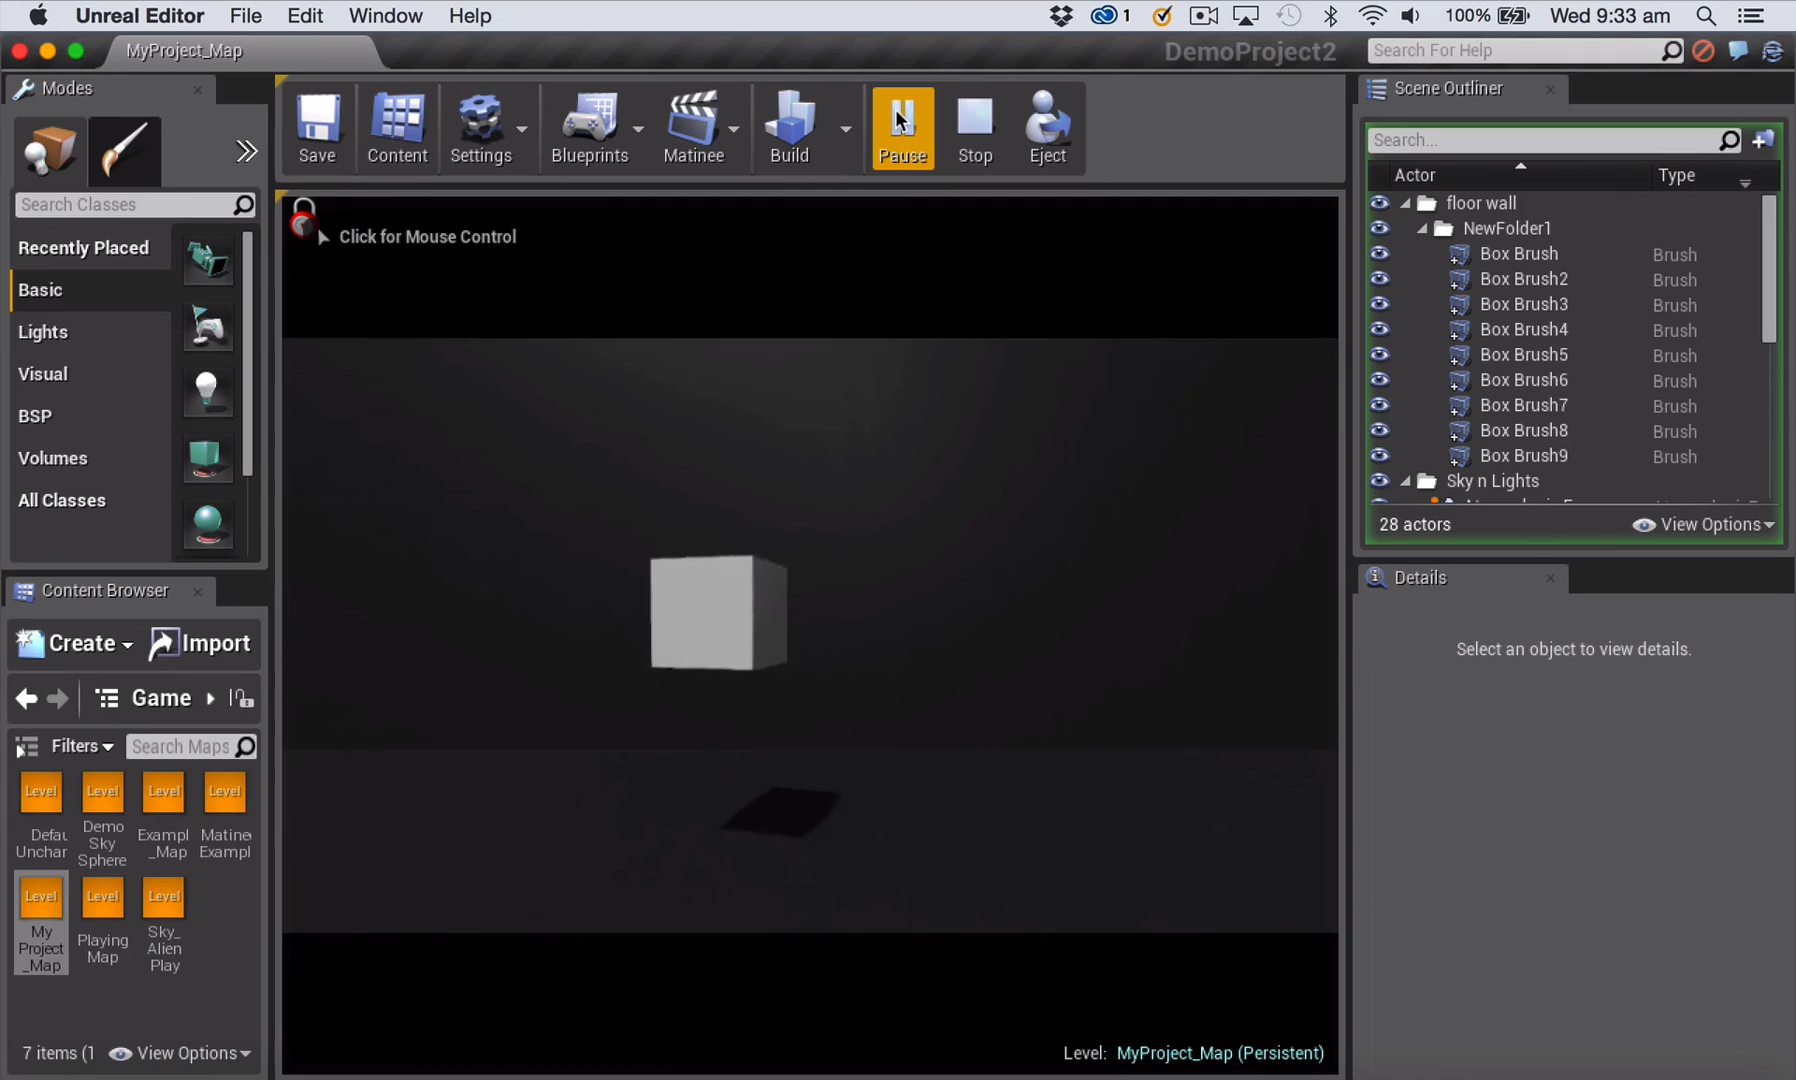 Unreal Editor File Edit Window Help 1 100% Wed 9:33 am
MyProject_Map DemoProject2 Search For Help
Modes
Save Content Settings Blueprints Matinee Build Pause Stop Eject
Search Classes
Recently Placed
Basic
Lights
Visual
BSP
Volumes
All Classes
Click for Mouse Control
Level: MyProject_Map (Persistent)
Scene Outliner
Search...
Actor Type
floor wall
NewFolder1
Box Brush Brush
Box Brush2 Brush
Box Brush3 Brush
Box Brush4 Brush
Box Brush5 Brush
Box Brush6 Brush
Box Brush7 Brush
Box Brush8 Brush
Box Brush9 Brush
Sky n Lights
28 actors View Options
Details
Select an object to view details.
Content Browser
Create Import
Game
Filters Search Maps
Level Level Level Level
Defau
Unchar
Demo
Sky
Sphere
Exampl
_Map
Matine
Exampl
Level Level Level
My
Project
_Map
Playing
Map
Sky_
Alien
Play
7 items (1 View Options